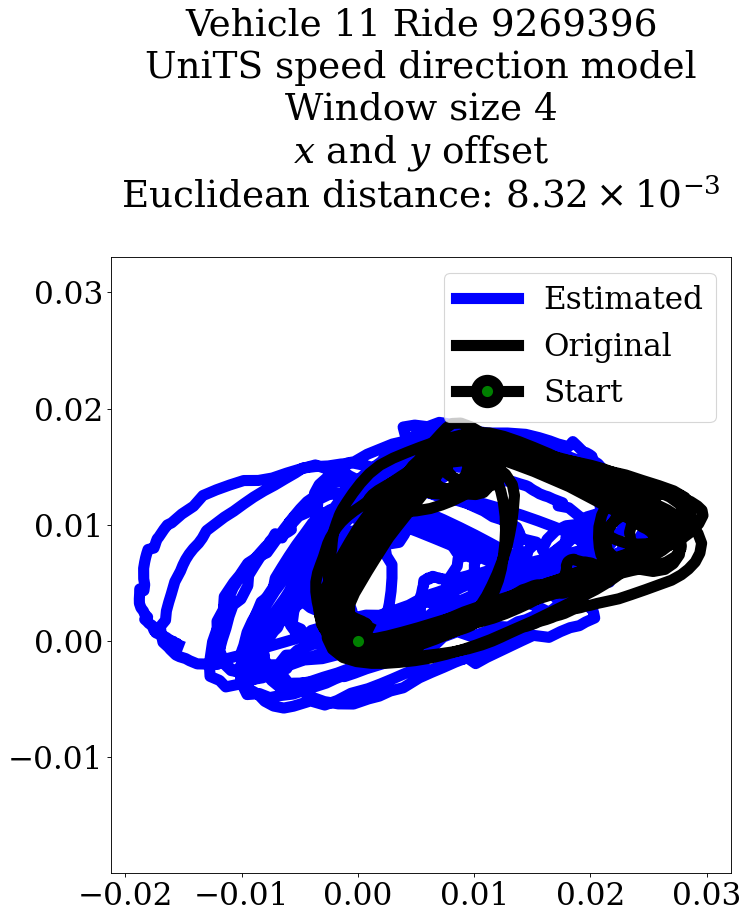 Vehicle 11 Ride 9269396
UniTS speed direction model
Window size 4
x and y offset
Euclidean distance: 8.32 × 10⁻³
Estimated
Original
Start
0.03
0.02
0.01
0.00
−0.01
−0.02 −0.01 0.00 0.01 0.02 0.03